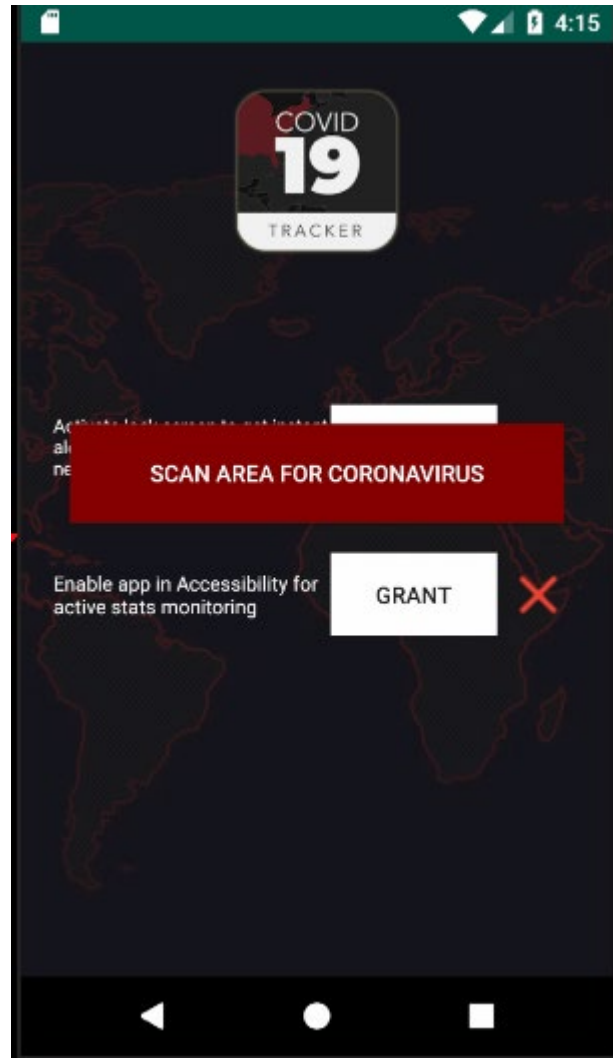 4:15
COVID
19
TRACKER
SCAN AREA FOR CORONAVIRUS
Enable app in Accessibility for
active stats monitoring
GRANT